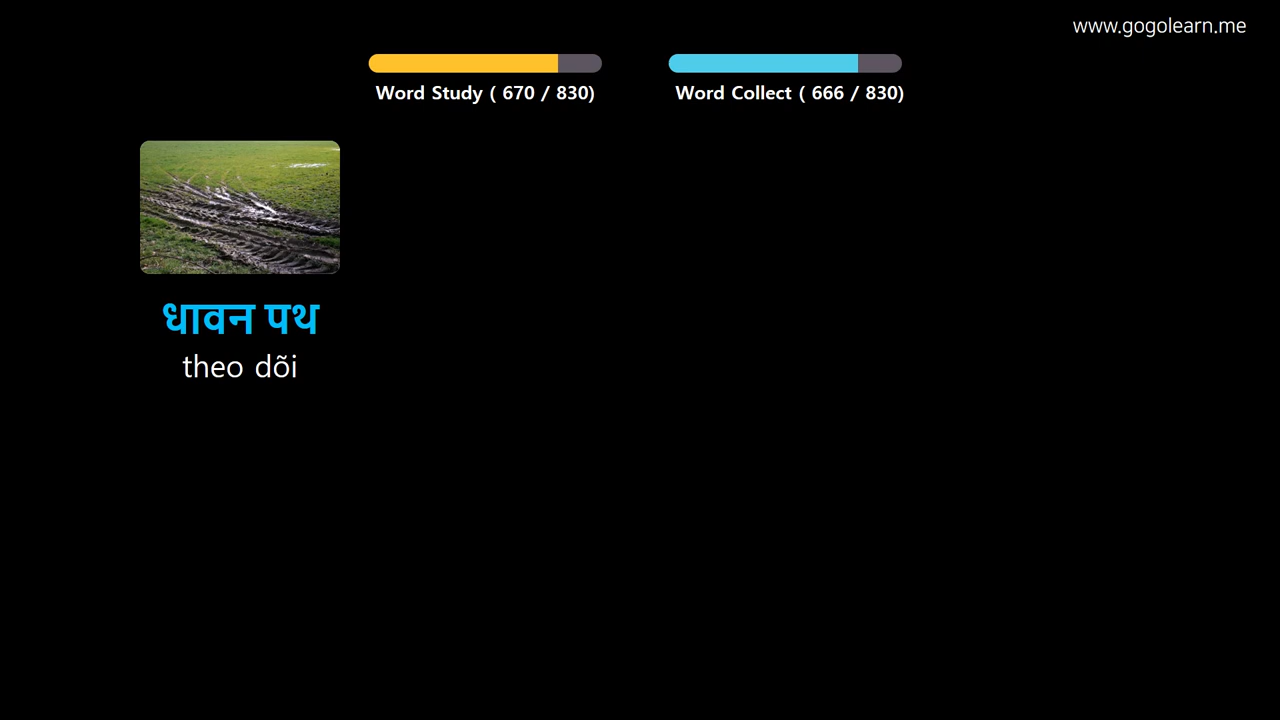 www.gogolearn.me
Word Study ( 670 / 830)
Word Collect ( 666 / 830)
धावन पथ
theo dõi